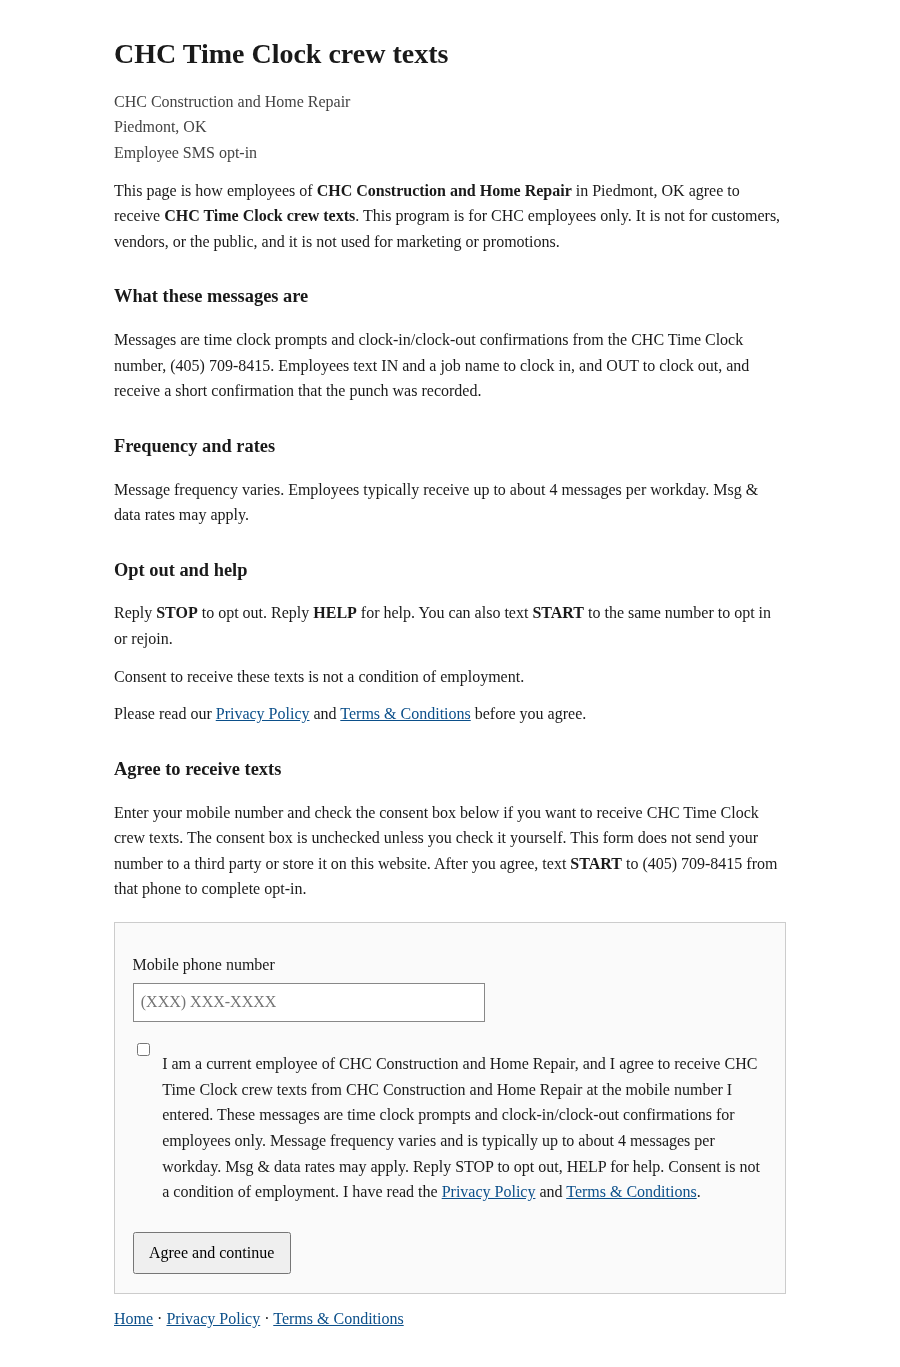 CHC Time Clock crew texts
CHC Construction and Home Repair
Piedmont, OK
Employee SMS opt-in
This page is how employees of CHC Construction and Home Repair in Piedmont, OK agree to
receive CHC Time Clock crew texts. This program is for CHC employees only. It is not for customers,
vendors, or the public, and it is not used for marketing or promotions.
What these messages are
Messages are time clock prompts and clock-in/clock-out confirmations from the CHC Time Clock
number, (405) 709-8415. Employees text IN and a job name to clock in, and OUT to clock out, and
receive a short confirmation that the punch was recorded.
Frequency and rates
Message frequency varies. Employees typically receive up to about 4 messages per workday. Msg &
data rates may apply.
Opt out and help
Reply STOP to opt out. Reply HELP for help. You can also text START to the same number to opt in
or rejoin.
Consent to receive these texts is not a condition of employment.
Please read our Privacy Policy and Terms & Conditions before you agree.
Agree to receive texts
Enter your mobile number and check the consent box below if you want to receive CHC Time Clock
crew texts. The consent box is unchecked unless you check it yourself. This form does not send your
number to a third party or store it on this website. After you agree, text START to (405) 709-8415 from
that phone to complete opt-in.
Mobile phone number
(XXX) XXX-XXXX
I am a current employee of CHC Construction and Home Repair, and I agree to receive CHC
Time Clock crew texts from CHC Construction and Home Repair at the mobile number I
entered. These messages are time clock prompts and clock-in/clock-out confirmations for
employees only. Message frequency varies and is typically up to about 4 messages per
workday. Msg & data rates may apply. Reply STOP to opt out, HELP for help. Consent is not
a condition of employment. I have read the Privacy Policy and Terms & Conditions.
Agree and continue
Home · Privacy Policy · Terms & Conditions